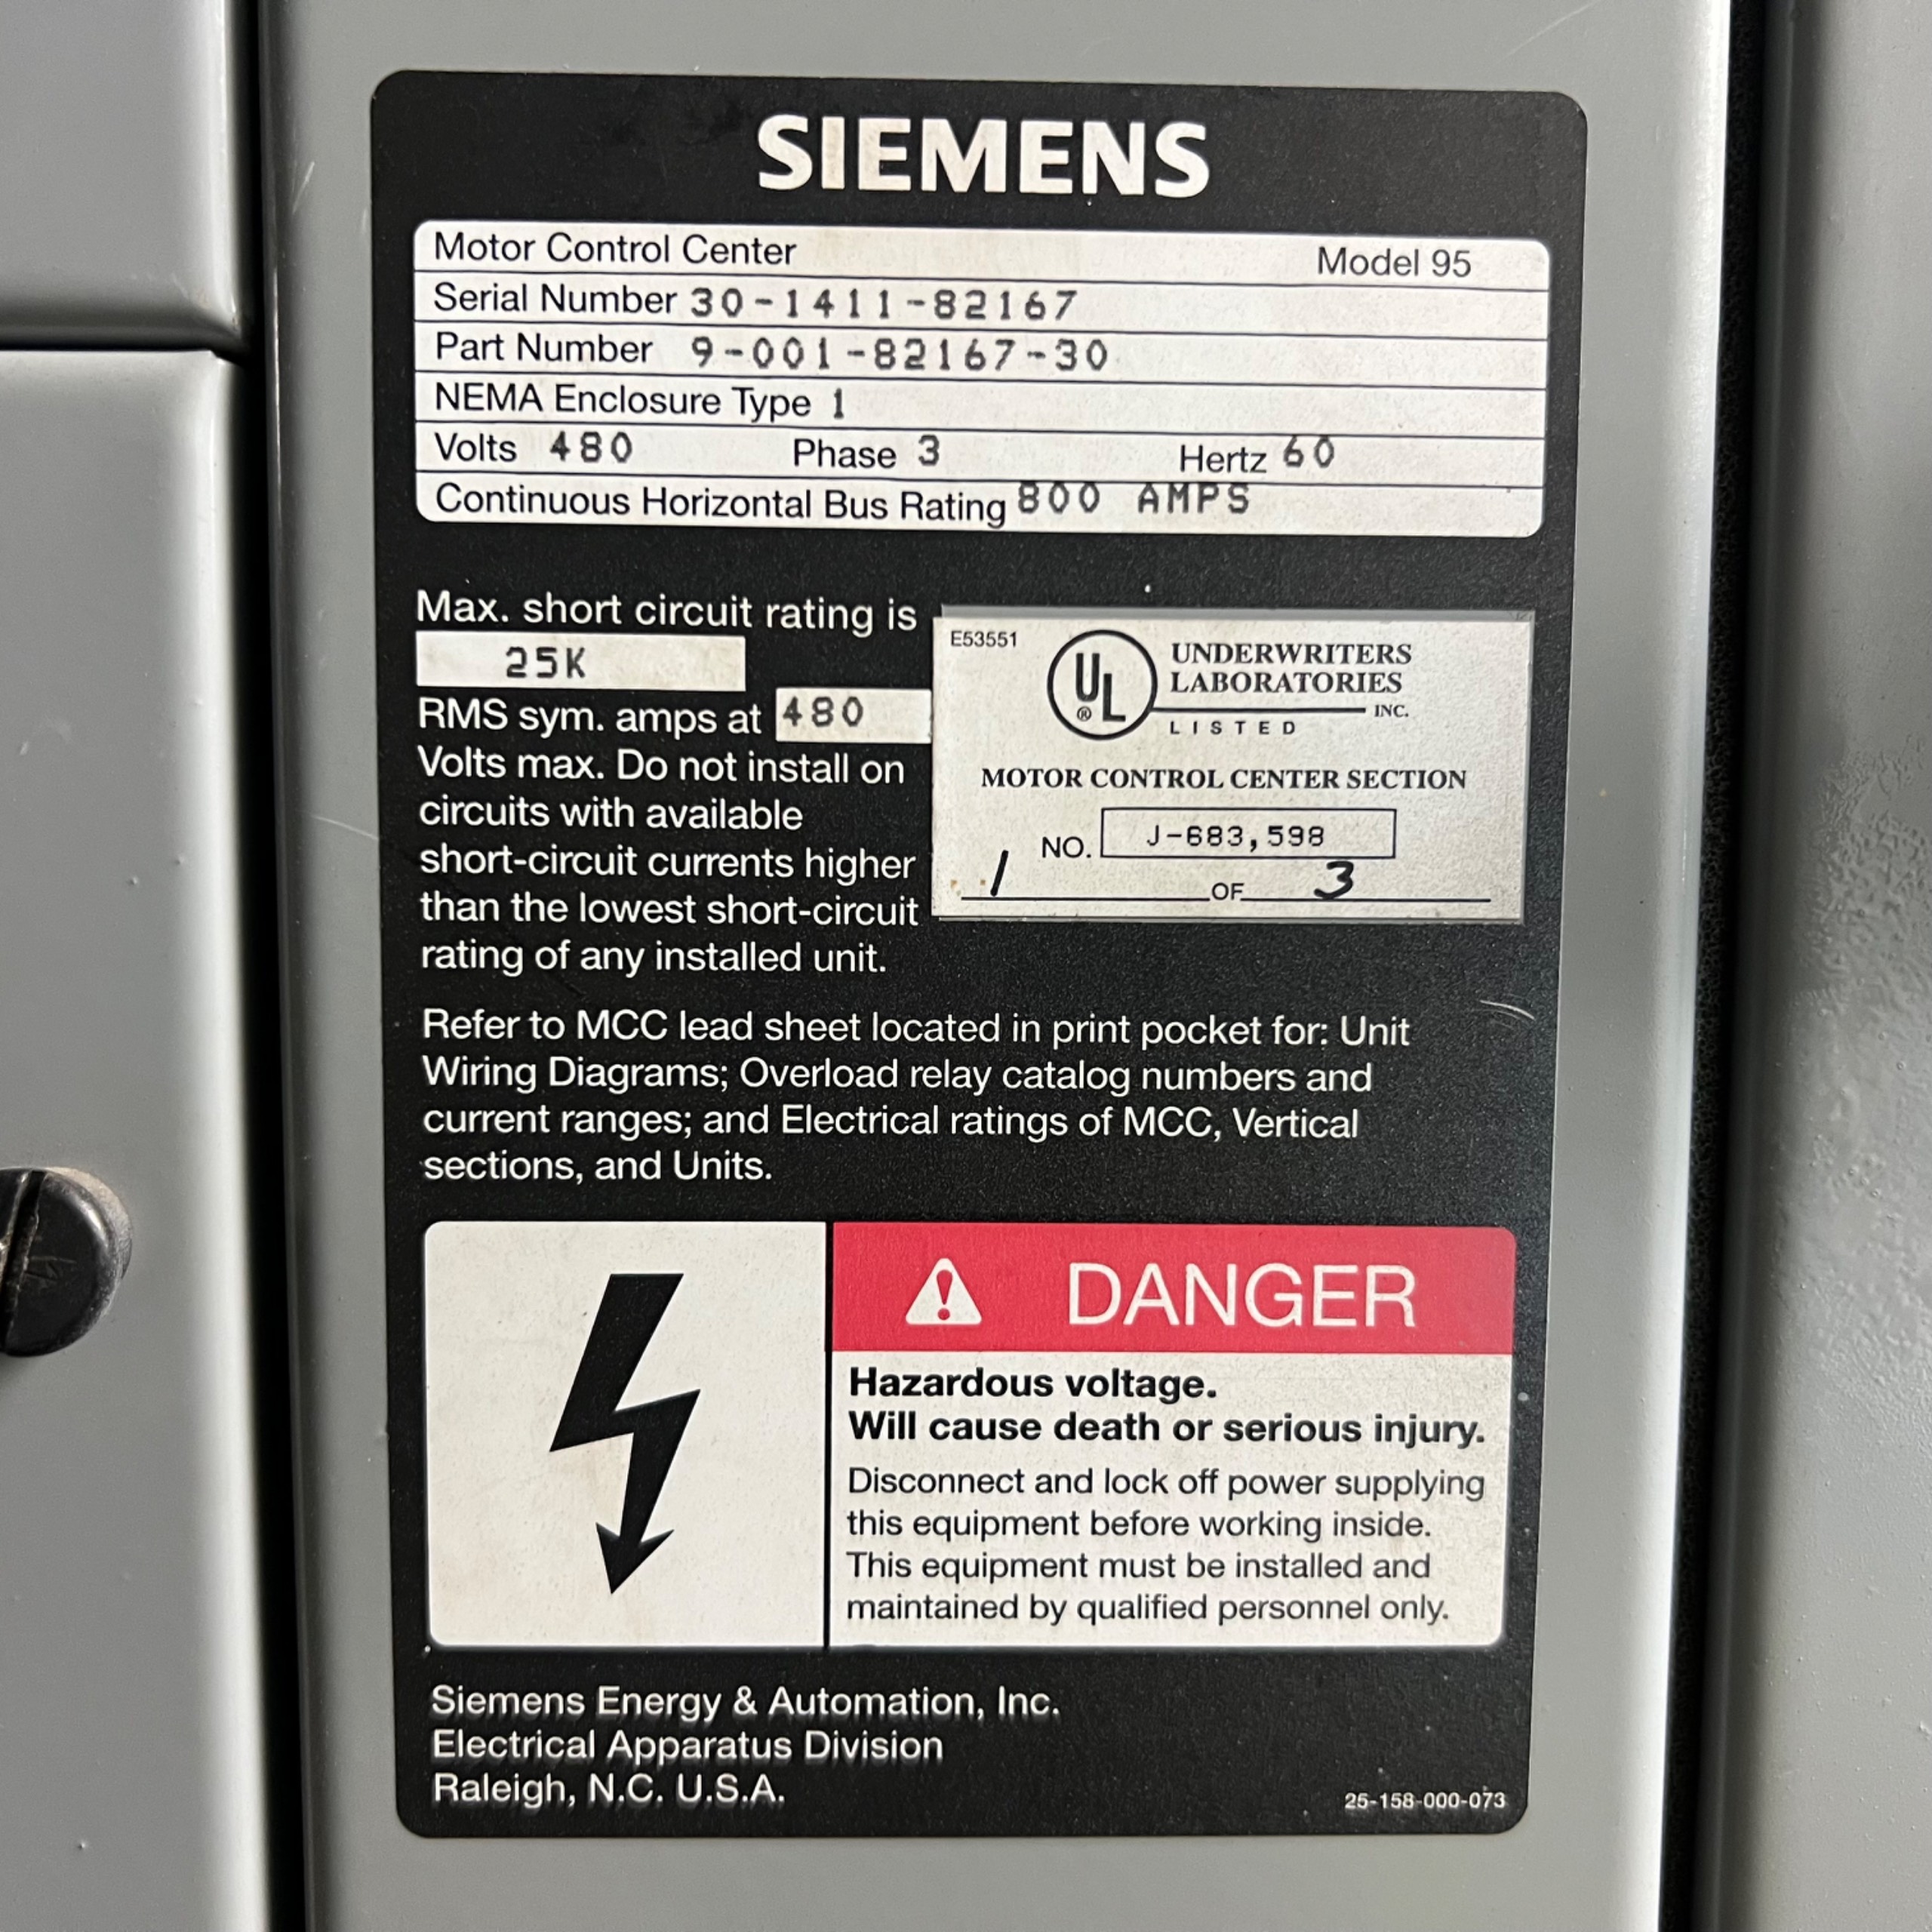 SIEMENS
Motor Control Center Model 95
Serial Number 30-1411-82167
Part Number 9-001-82167-30
NEMA Enclosure Type 1
Volts 480 Phase 3 Hertz 60
Continuous Horizontal Bus Rating 800 AMPS
Max. short circuit rating is
25K
RMS sym. amps at 480
Volts max. Do not install on
circuits with available
short-circuit currents higher
than the lowest short-circuit
rating of any installed unit.
E53551
UL
®
UNDERWRITERS
LABORATORIES
INC.
LISTED
MOTOR CONTROL CENTER SECTION
NO. J-683,598
1 OF 3
Refer to MCC lead sheet located in print pocket for: Unit
Wiring Diagrams; Overload relay catalog numbers and
current ranges; and Electrical ratings of MCC, Vertical
sections, and Units.
DANGER
Hazardous voltage.
Will cause death or serious injury.
Disconnect and lock off power supplying
this equipment before working inside.
This equipment must be installed and
maintained by qualified personnel only.
Siemens Energy & Automation, Inc.
Electrical Apparatus Division
Raleigh, N.C. U.S.A.
25-158-000-073